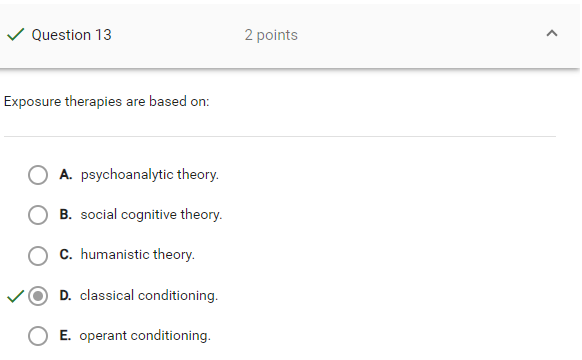 Question 13 2 points
Exposure therapies are based on:
A. psychoanalytic theory.
B. social cognitive theory.
C. humanistic theory.
D. classical conditioning.
E. operant conditioning.